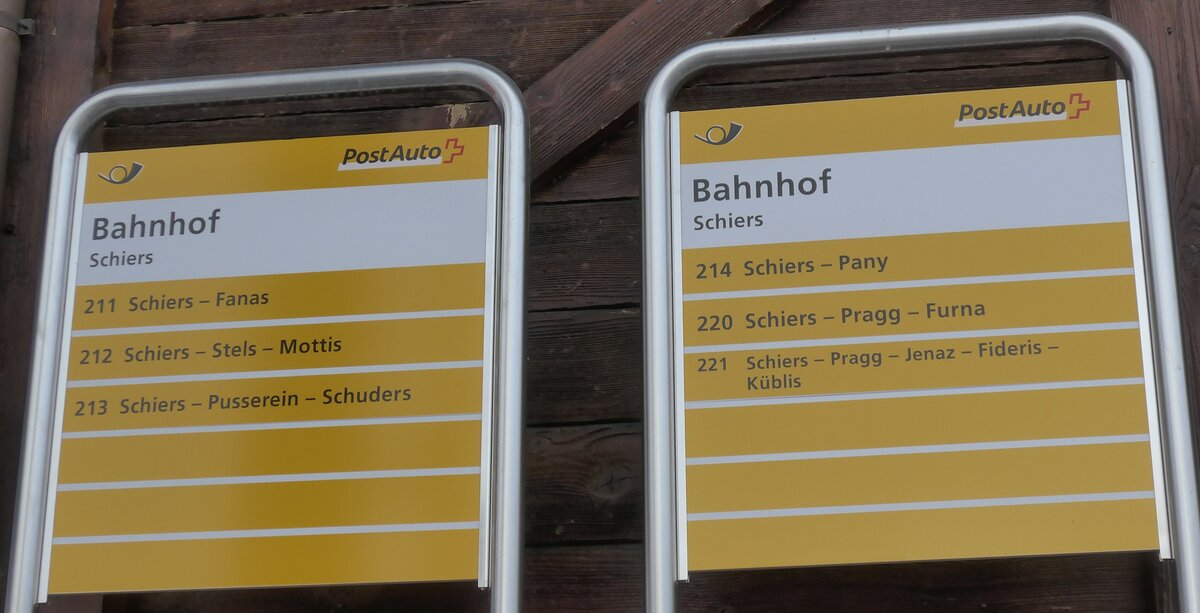 PostAuto
Bahnhof
Schiers
211 Schiers – Fanas
212 Schiers – Stels – Mottis
213 Schiers – Pusserein – Schuders
PostAuto
Bahnhof
Schiers
214 Schiers – Pany
220 Schiers – Pragg – Furna
221 Schiers – Pragg – Jenaz – Fideris –
Küblis